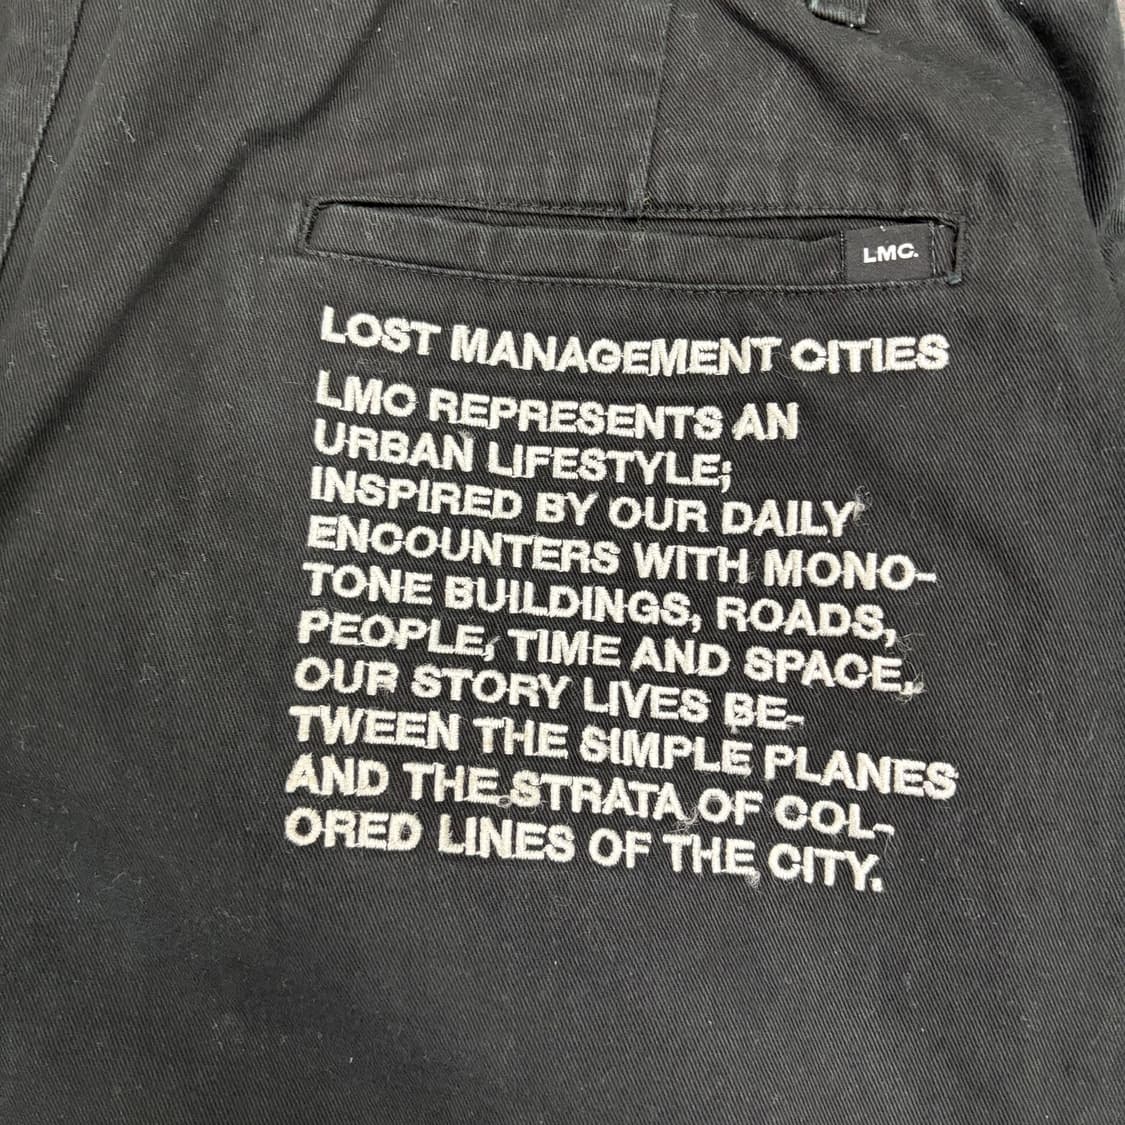 LMC.
LOST MANAGEMENT CITIES
LMC REPRESENTS AN
URBAN LIFESTYLE;
INSPIRED BY OUR DAILY
ENCOUNTERS WITH MONO-
TONE BUILDINGS, ROADS,
PEOPLE, TIME AND SPACE,
OUR STORY LIVES BE-
TWEEN THE SIMPLE PLANES
AND THE STRATA OF COL-
ORED LINES OF THE CITY.